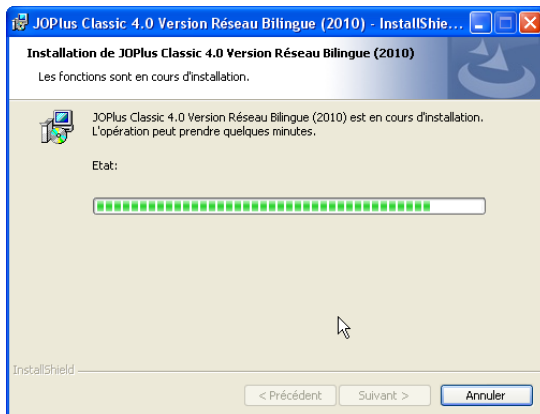 JOPlus Classic 4.0 Version Réseau Bilingue (2010) - InstallShie...
Installation de JOPlus Classic 4.0 Version Réseau Bilingue (2010)
Les fonctions sont en cours d'installation.
JOPlus Classic 4.0 Version Réseau Bilingue (2010) est en cours d'installation.
L'opération peut prendre quelques minutes.
Etat:
InstallShield
< Précédent Suivant > Annuler